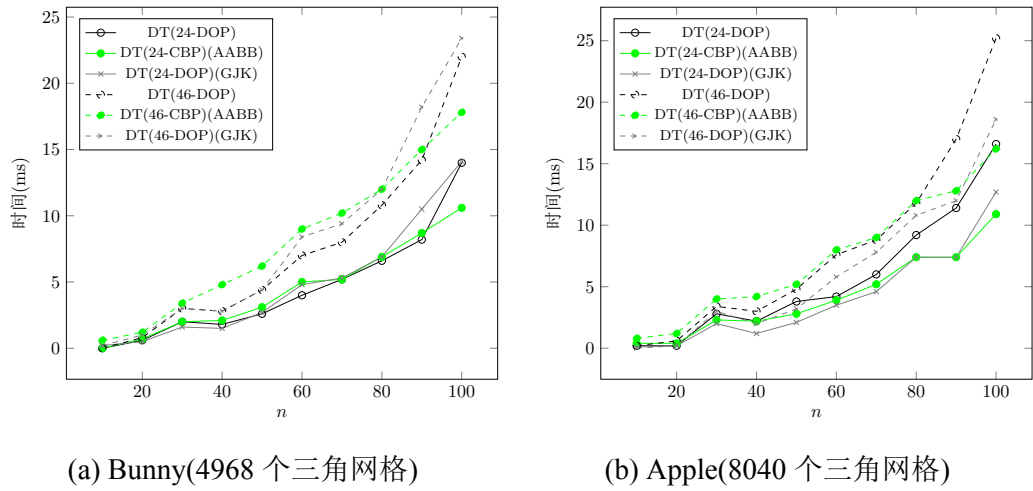 25
20
15
10
5
0
时间(ms)
20
40
60
80
100
n
DT(24-DOP)
DT(24-CBP)(AABB)
DT(24-DOP)(GJK)
DT(46-DOP)
DT(46-CBP)(AABB)
DT(46-DOP)(GJK)
(a) Bunny(4968 个三角网格)
25
20
15
10
5
0
时间(ms)
20
40
60
80
100
n
DT(24-DOP)
DT(24-CBP)(AABB)
DT(24-DOP)(GJK)
DT(46-DOP)
DT(46-CBP)(AABB)
DT(46-DOP)(GJK)
(b) Apple(8040 个三角网格)